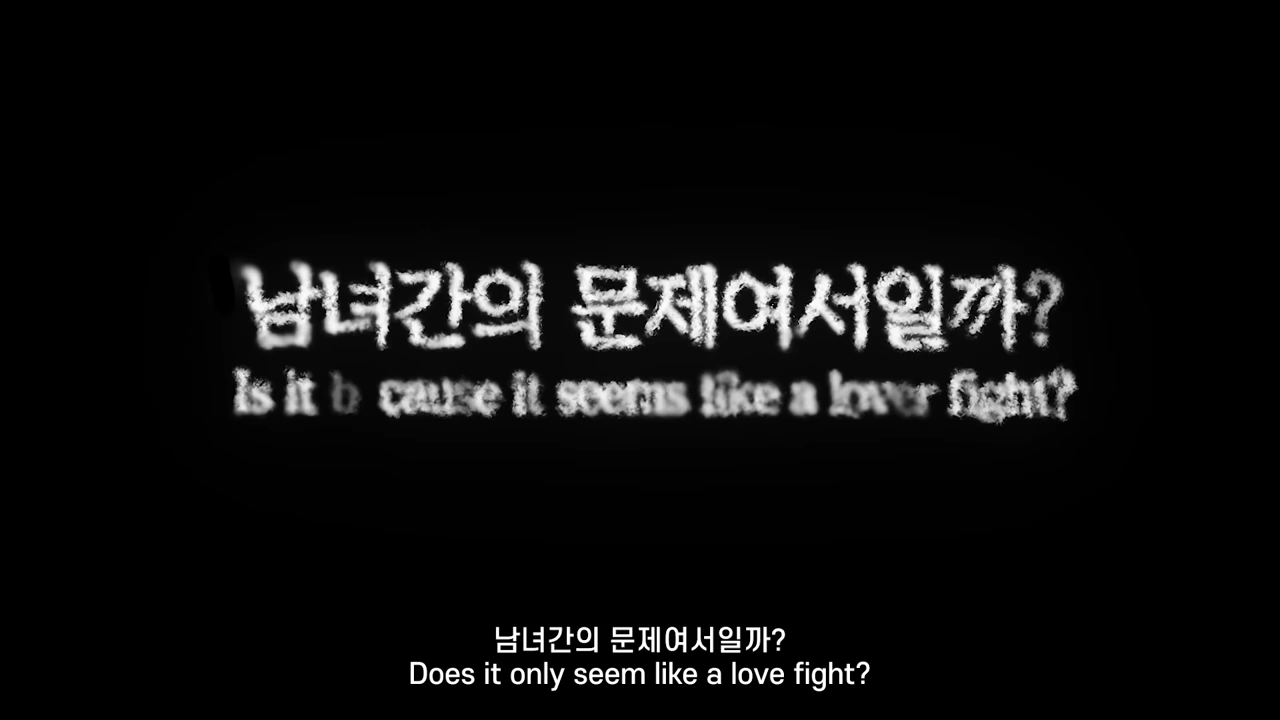 남녀간의 문제여서일까?
Is it b cause it seems like a lover fight?
남녀간의 문제여서일까?
Does it only seem like a love fight?